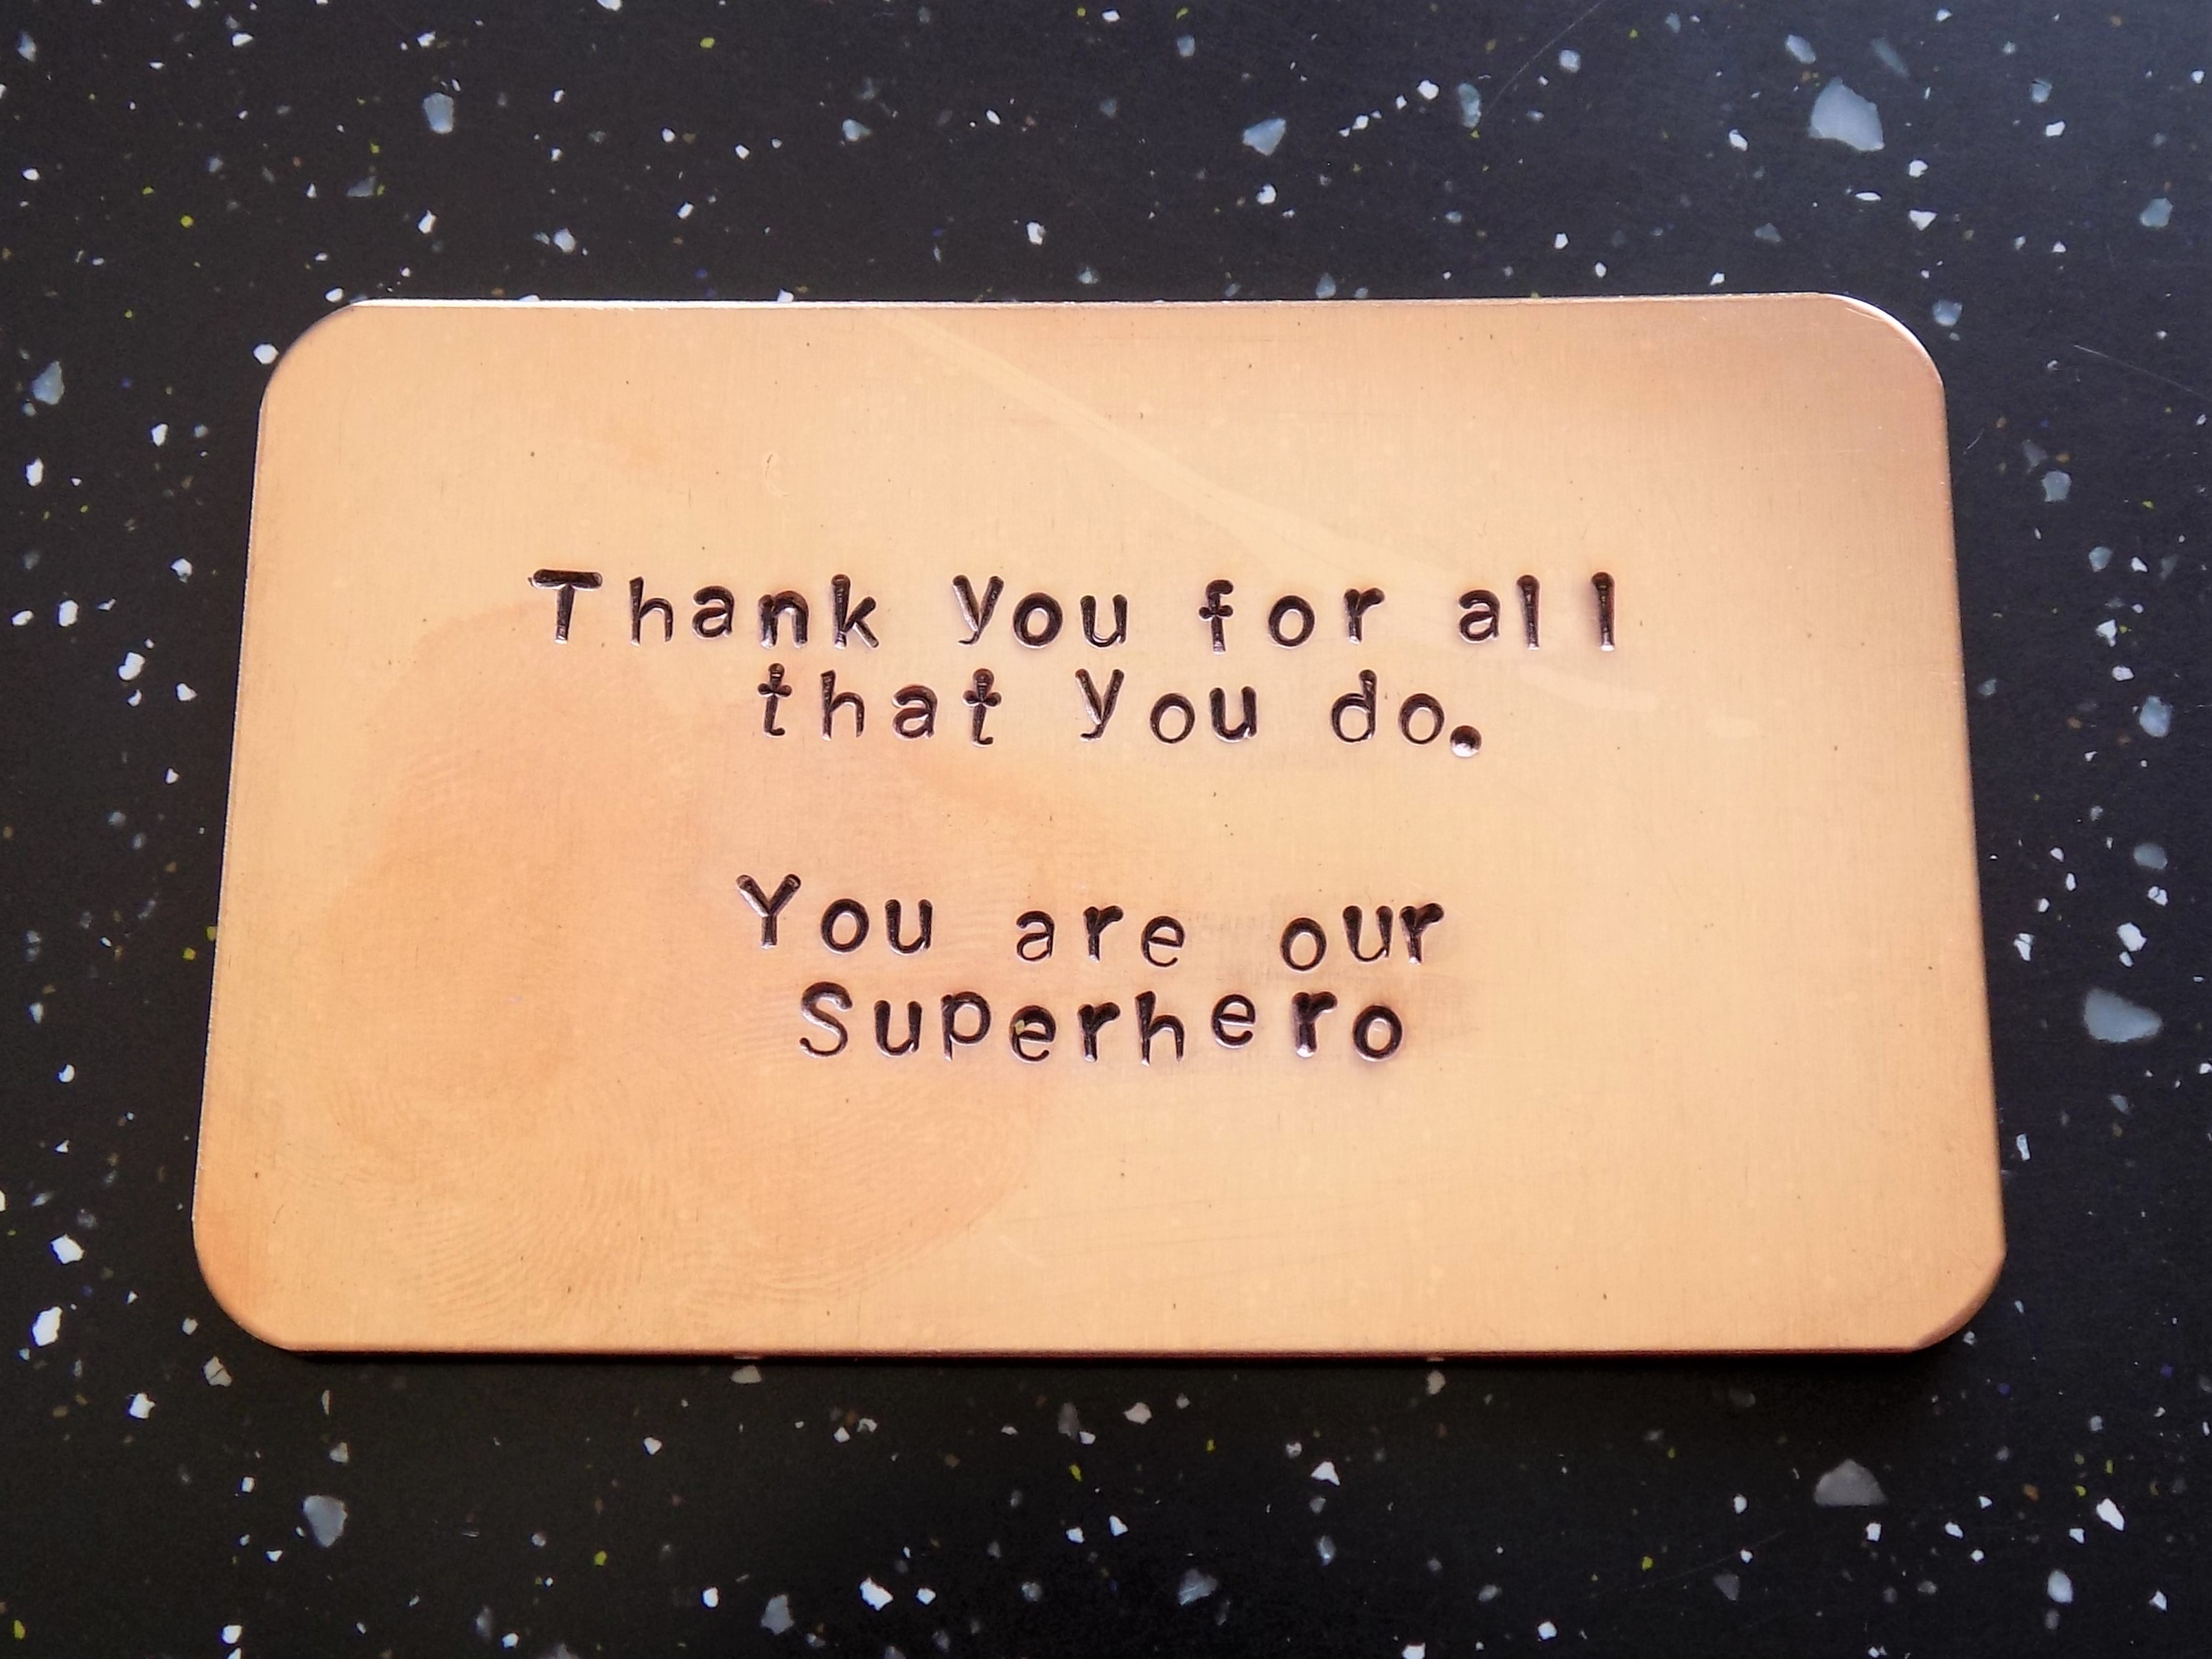 Thank you for all
that you do.
You are our
Superhero